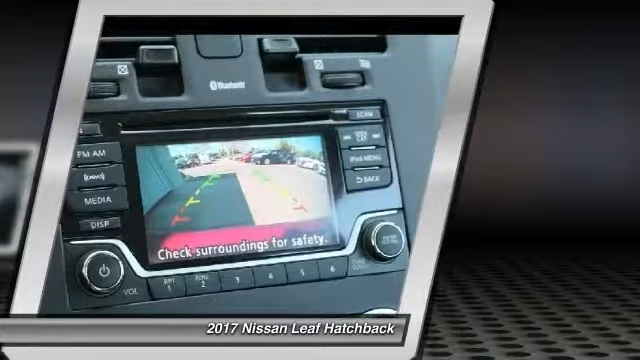 Bluetooth
SCAN
FM·AM
MEDIA
DISP
iPod MENU
BACK
Check surroundings for safety.
VOL
1
2
3
4
5
6
2017 Nissan Leaf Hatchback